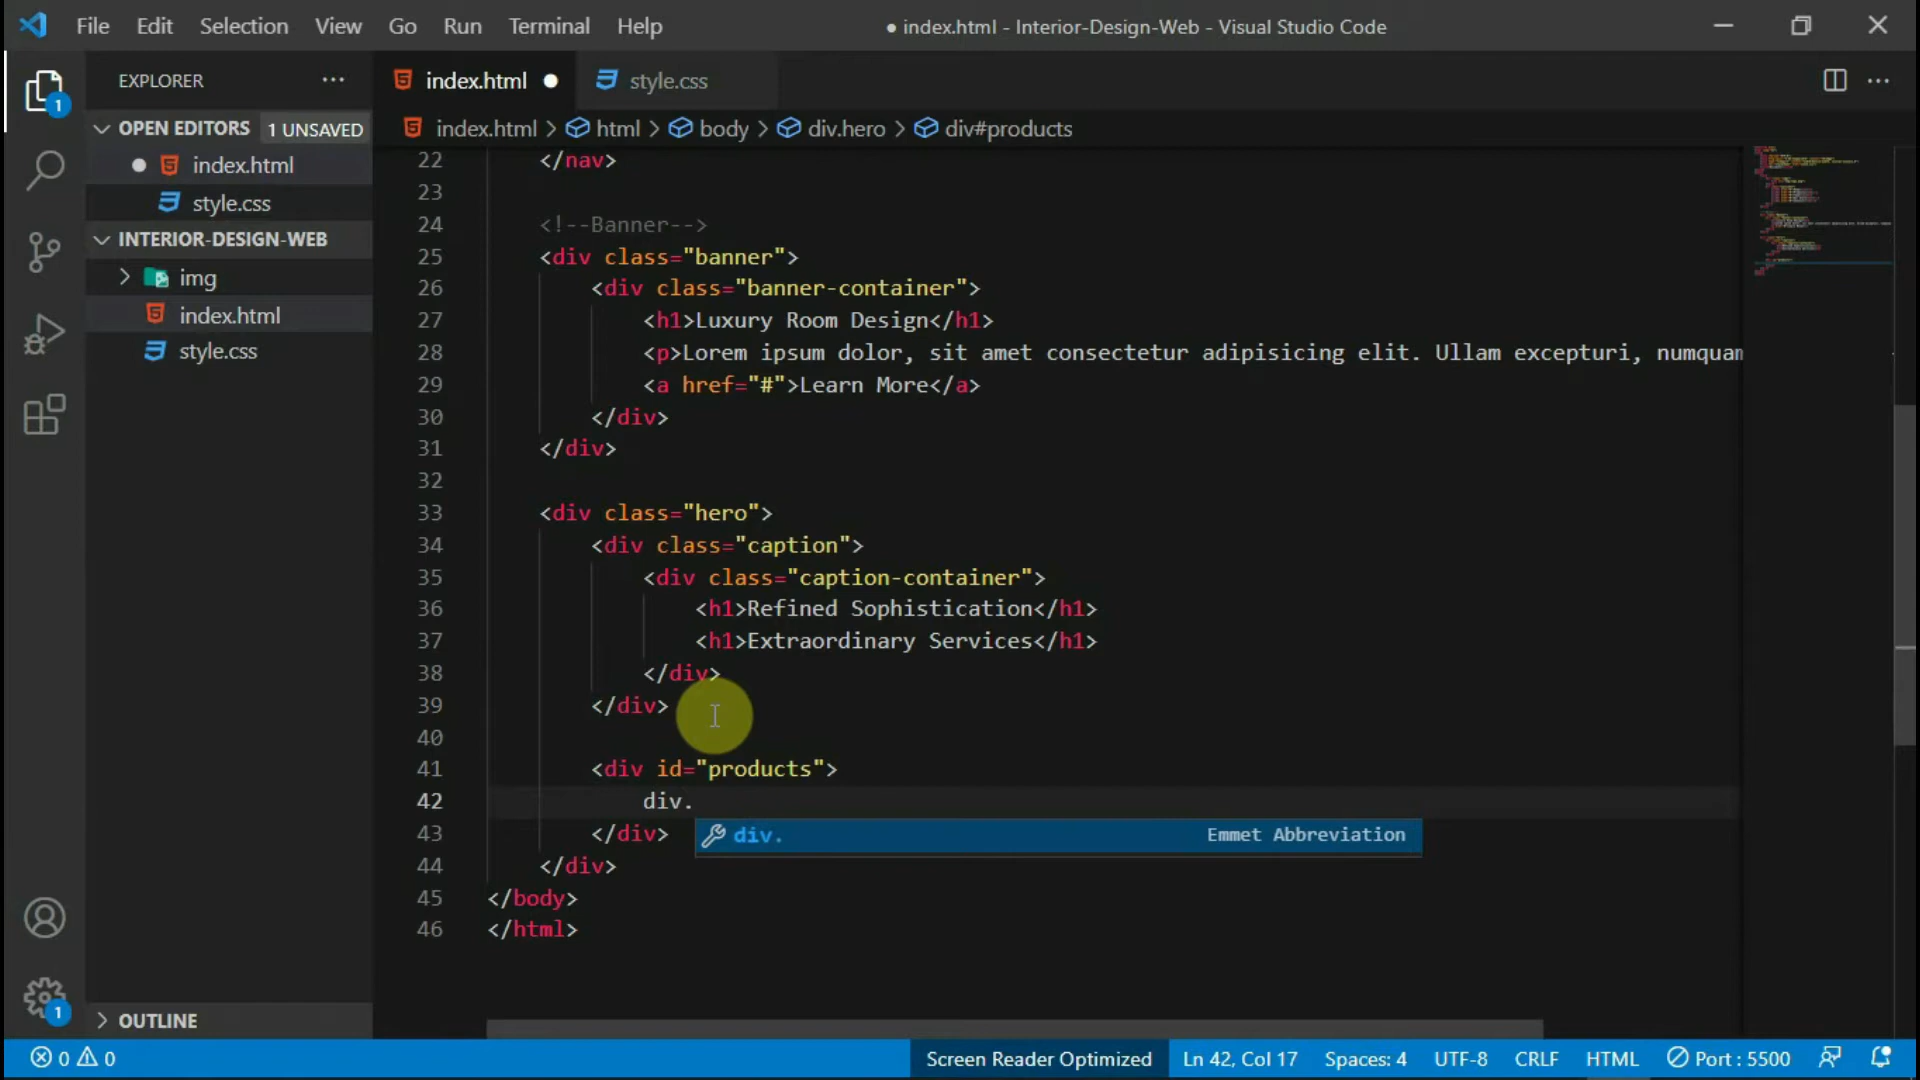 File Edit Selection View Go Run Terminal Help
● index.html - Interior-Design-Web - Visual Studio Code
EXPLORER
OPEN EDITORS 1 UNSAVED
index.html
style.css
INTERIOR-DESIGN-WEB
img
index.html
style.css
OUTLINE
1
1
index.html style.css
index.html > html > body > div.hero > div#products
22 </nav>
23
24 <!--Banner-->
25 <div class="banner">
26 <div class="banner-container">
27 <h1>Luxury Room Design</h1>
28 <p>Lorem ipsum dolor, sit amet consectetur adipisicing elit. Ullam excepturi, numquam
29 <a href="#">Learn More</a>
30 </div>
31 </div>
32
33 <div class="hero">
34 <div class="caption">
35 <div class="caption-container">
36 <h1>Refined Sophistication</h1>
37 <h1>Extraordinary Services</h1>
38 </div>
39 </div>
40
41 <div id="products">
42 div.
43 </div>
div. Emmet Abbreviation
44 </div>
45 </body>
46 </html>
0 0 Screen Reader Optimized Ln 42, Col 17 Spaces: 4 UTF-8 CRLF HTML Port : 5500